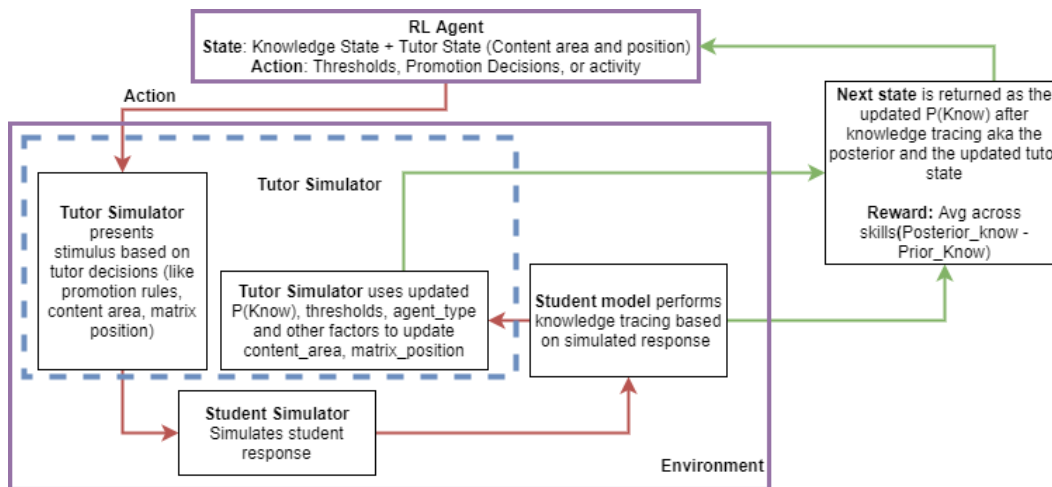 RL Agent
State: Knowledge State + Tutor State (Content area and position)
Action: Thresholds, Promotion Decisions, or activity
Action
Next state is returned as the
updated P(Know) after
knowledge tracing aka the
posterior and the updated tutor
state
Reward: Avg across
skills(Posterior_know -
Prior_Know)
Tutor Simulator
Tutor Simulator
presents
stimulus based on
tutor decisions (like
promotion rules,
content area, matrix
position)
Tutor Simulator uses updated
P(Know), thresholds, agent_type
and other factors to update
content_area, matrix_position
Student model performs
knowledge tracing based
on simulated response
Student Simulator
Simulates student
response
Environment